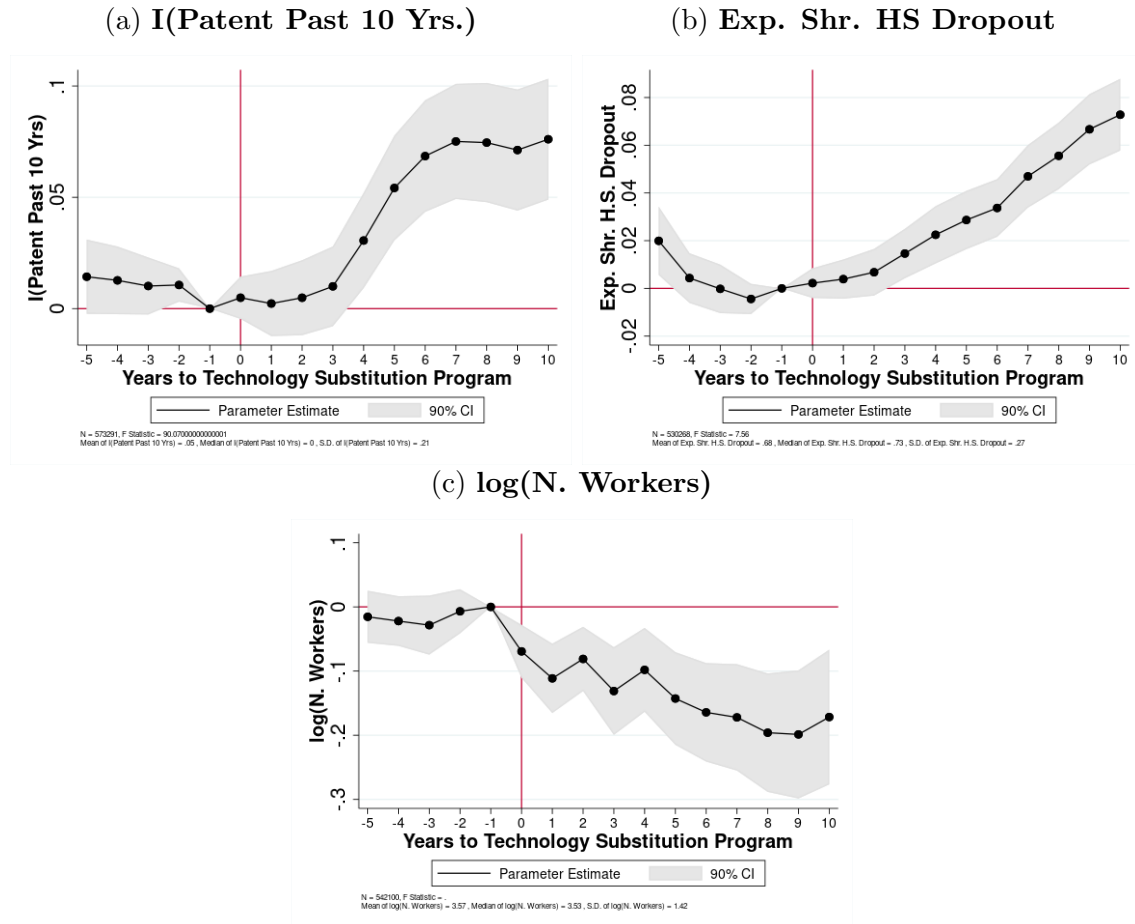 (a) I(Patent Past 10 Yrs.)
I(Patent Past 10 Yrs)
.1
.05
0
-5 -4 -3 -2 -1 0 1 2 3 4 5 6 7 8 9 10
Years to Technology Substitution Program
Parameter Estimate 90% CI
N = 573291, F Statistic = 90.07000000000001
Mean of I(Patent Past 10 Yrs) = .05 , Median of I(Patent Past 10 Yrs) = 0 , S.D. of I(Patent Past 10 Yrs) = .21
(b) Exp. Shr. HS Dropout
Exp. Shr. H.S. Dropout
.08
.06
.04
.02
0
-.02
-5 -4 -3 -2 -1 0 1 2 3 4 5 6 7 8 9 10
Years to Technology Substitution Program
Parameter Estimate 90% CI
N = 530268, F Statistic = 7.56
Mean of Exp. Shr. H.S. Dropout = .68 , Median of Exp. Shr. H.S. Dropout = .73 , S.D. of Exp. Shr. H.S. Dropout = .27
(c) log(N. Workers)
log(N. Workers)
.1
0
-.1
-.2
-.3
-5 -4 -3 -2 -1 0 1 2 3 4 5 6 7 8 9 10
Years to Technology Substitution Program
Parameter Estimate 90% CI
N = 542100, F Statistic = .
Mean of log(N. Workers) = 3.57 , Median of log(N. Workers) = 3.53 , S.D. of log(N. Workers) = 1.42